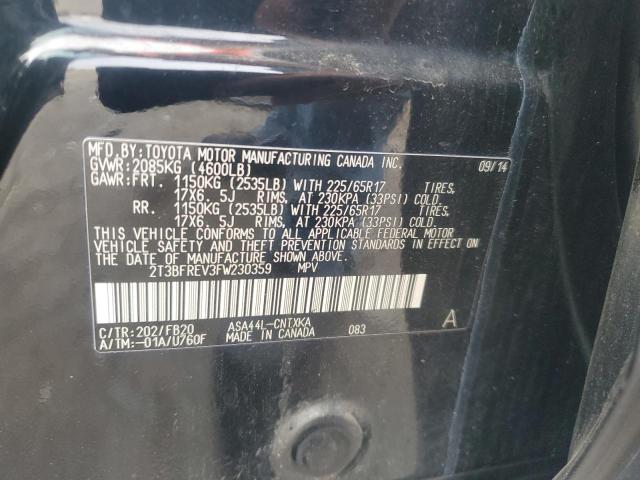 MFD.BY:TOYOTA MOTOR MANUFACTURING CANADA INC. 09/14
GVWR:2085KG (4600LB)
GAWR:FRT. 1150KG (2535LB) WITH 225/65R17 TIRES,
17X6. 5J RIMS, AT 230KPA (33PSI) COLD
RR. 1150KG (2535LB) WITH 225/65R17 TIRES,
17X6. 5J RIMS, AT 230KPA (33PSI) COLD.
THIS VEHICLE CONFORMS TO ALL APPLICABLE FEDERAL MOTOR
VEHICLE SAFETY AND THEFT PREVENTION STANDARDS IN EFFECT ON
THE DATE OF MANUFACTURE SHOWN ABOVE.
2T3BFREV3FW230359 MPV
C/TR:202/FB20 ASA44L-CNTXKA 083 A
A/TM:-01A/U760F MADE IN CANADA